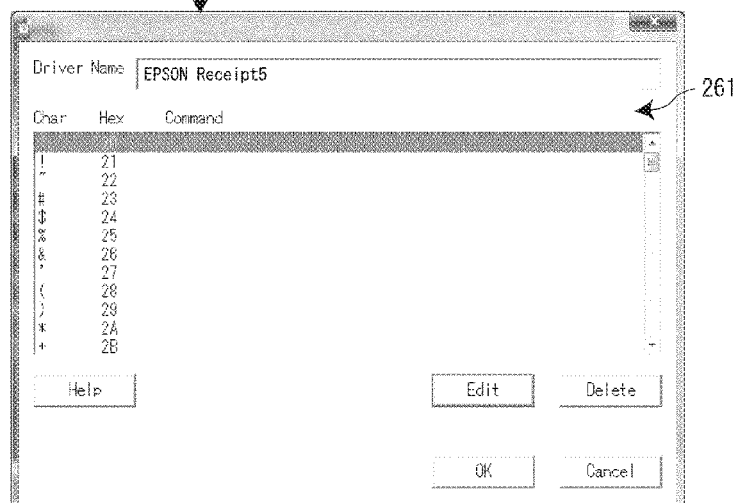 Driver Name EPSON Receipt5
261
Char Hex Command
20
! 21
" 22
# 23
$ 24
% 25
& 26
' 27
( 28
) 29
* 2A
+ 2B
Help Edit Delete
OK Cancel